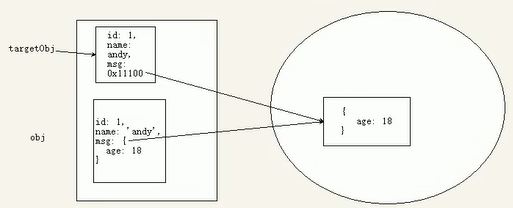 targetObj
id: 1,
name:
andy,
msg:
0x11100
obj
id: 1,
name: 'andy',
msg: {
age: 18
}
{
age: 18
}